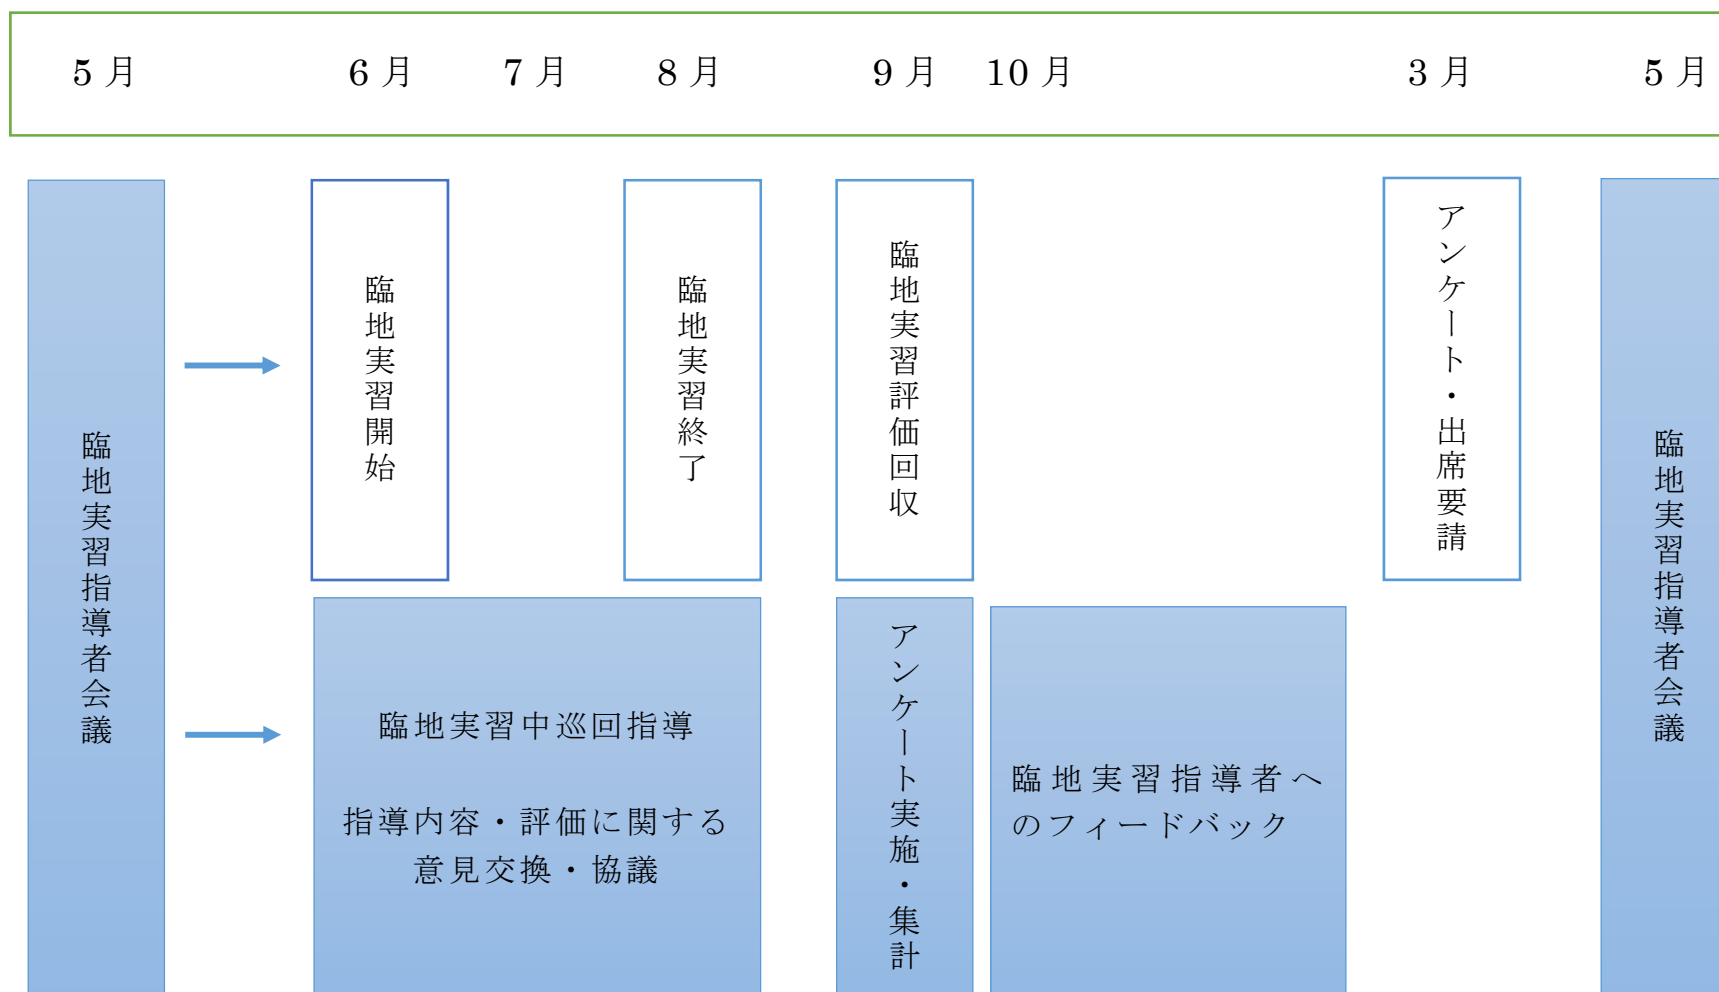 5月 6月 7月 8月 9月 10月 3月 5月
臨地実習指導者会議
臨地実習開始
臨地実習終了
臨地実習評価回収
アンケート・出席要請
臨地実習指導者会議
臨地実習中巡回指導
指導内容・評価に関する
意見交換・協議
アンケート実施・集計
臨地実習指導者へ
のフィードバック